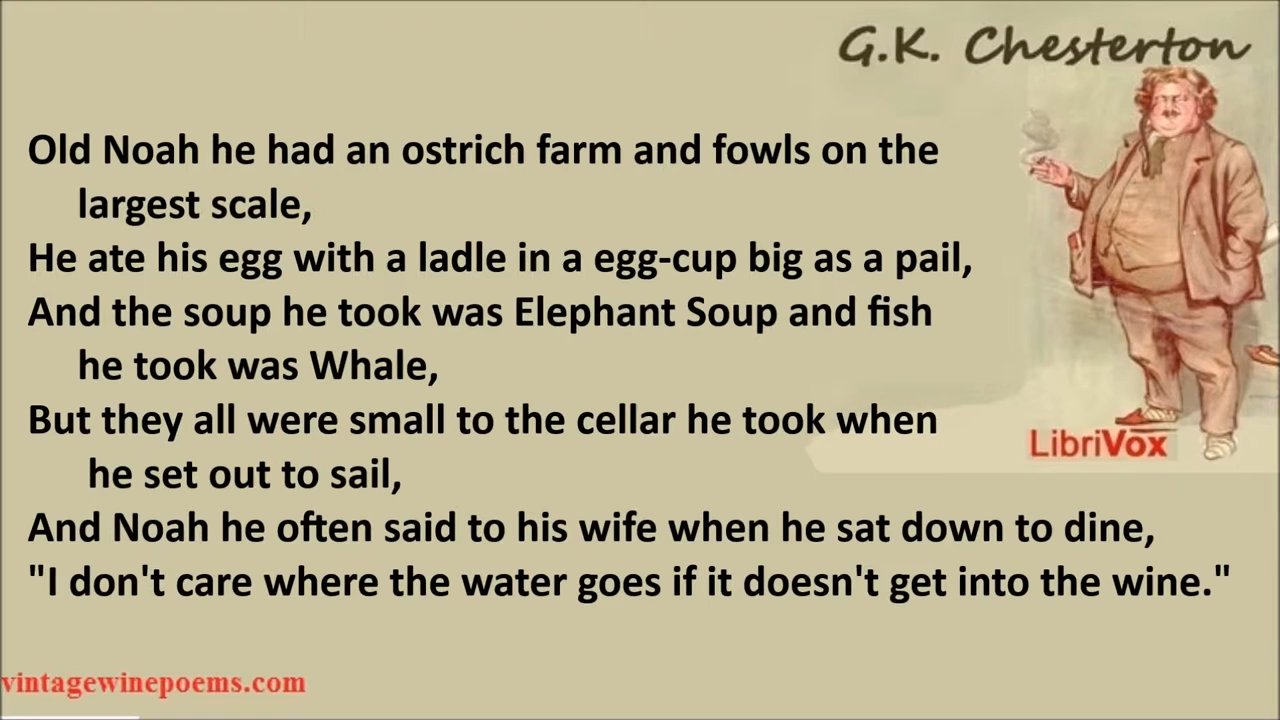 G.K. Chesterton
Old Noah he had an ostrich farm and fowls on the
largest scale,
He ate his egg with a ladle in a egg-cup big as a pail,
And the soup he took was Elephant Soup and fish
he took was Whale,
But they all were small to the cellar he took when
he set out to sail,
And Noah he often said to his wife when he sat down to dine,
"I don't care where the water goes if it doesn't get into the wine."
LibriVox
vintagewinepoems.com